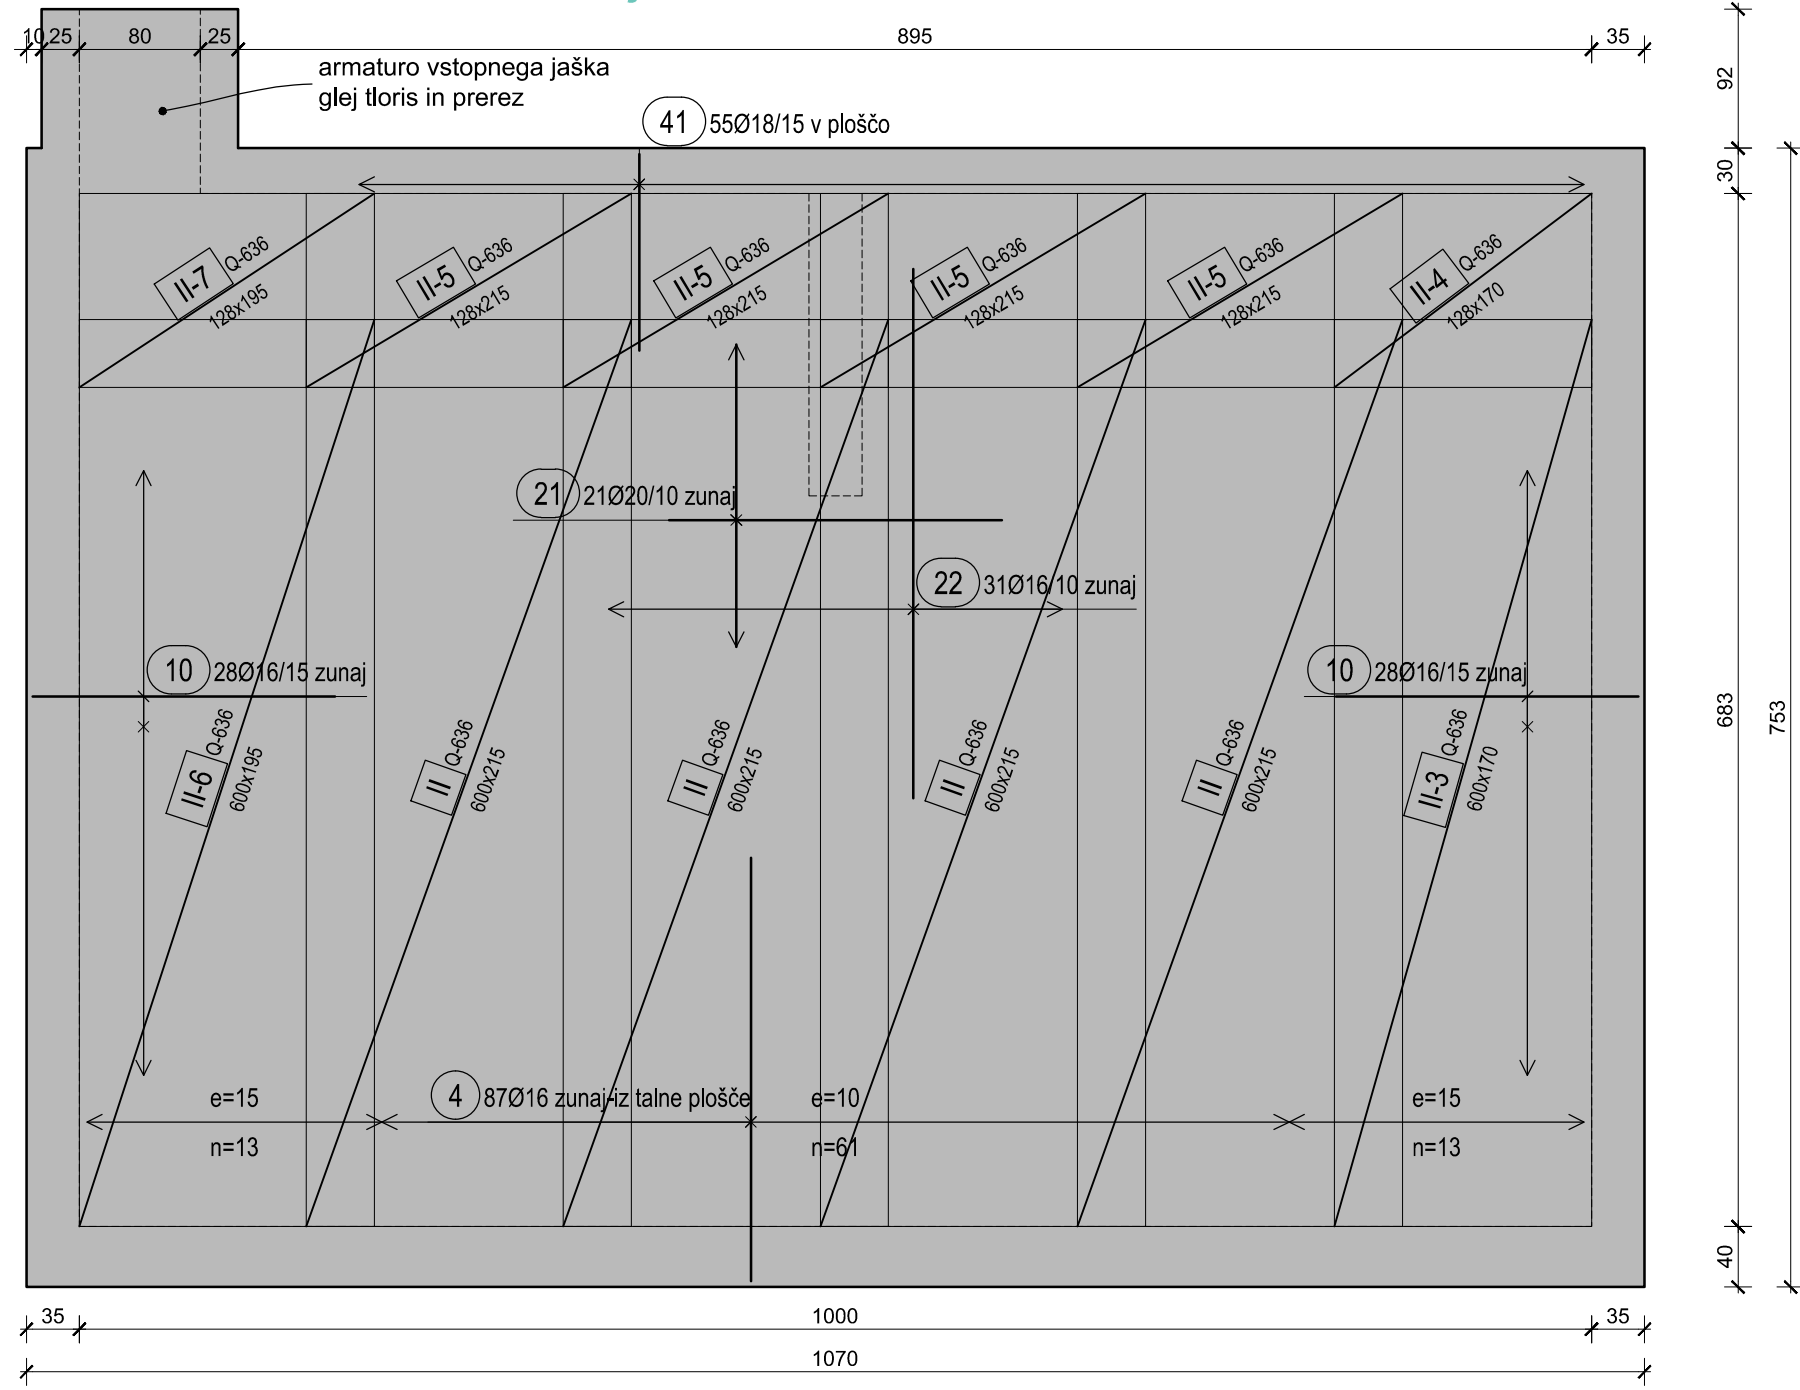 10 25 80 25 895 35
armaturo vstopnega jaška
glej tloris in prerez
92
41 55Ø18/15 v ploščo
30
II-7 Q-636
128x195
II-5 Q-636
128x215
II-5 Q-636
128x215
II-5 Q-636
128x215
II-5 Q-636
128x215
II-4 Q-636
128x170
21 21Ø20/10 zunaj
22 31Ø16/10 zunaj
10 28Ø16/15 zunaj
10 28Ø16/15 zunaj
683
753
II-6 Q-636
600x195
II Q-636
600x215
II Q-636
600x215
II Q-636
600x215
II Q-636
600x215
II-3 Q-636
600x170
e=15
4 87Ø16 zunaj-iz talne plošče
e=10
e=15
n=13
n=61
n=13
40
35 1000 35
1070